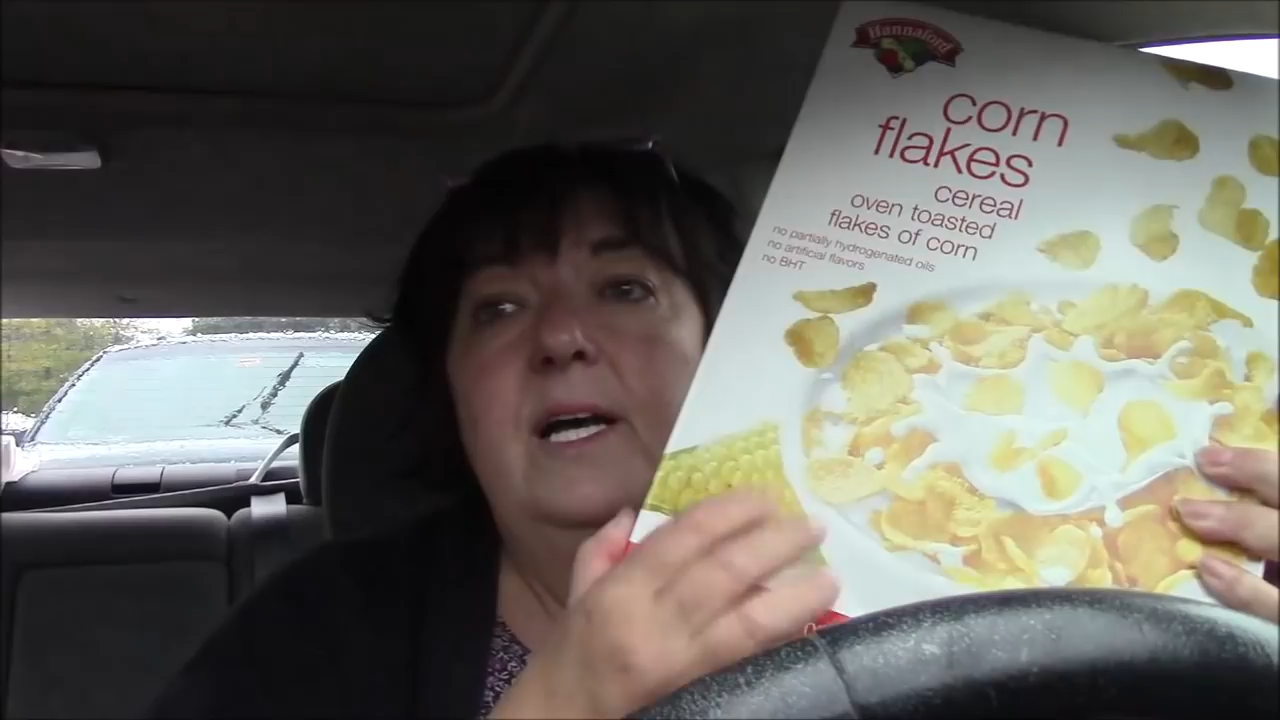 Hannaford
corn
flakes
cereal
oven toasted
flakes of corn
no partially hydrogenated oils
no artificial flavors
no BHT